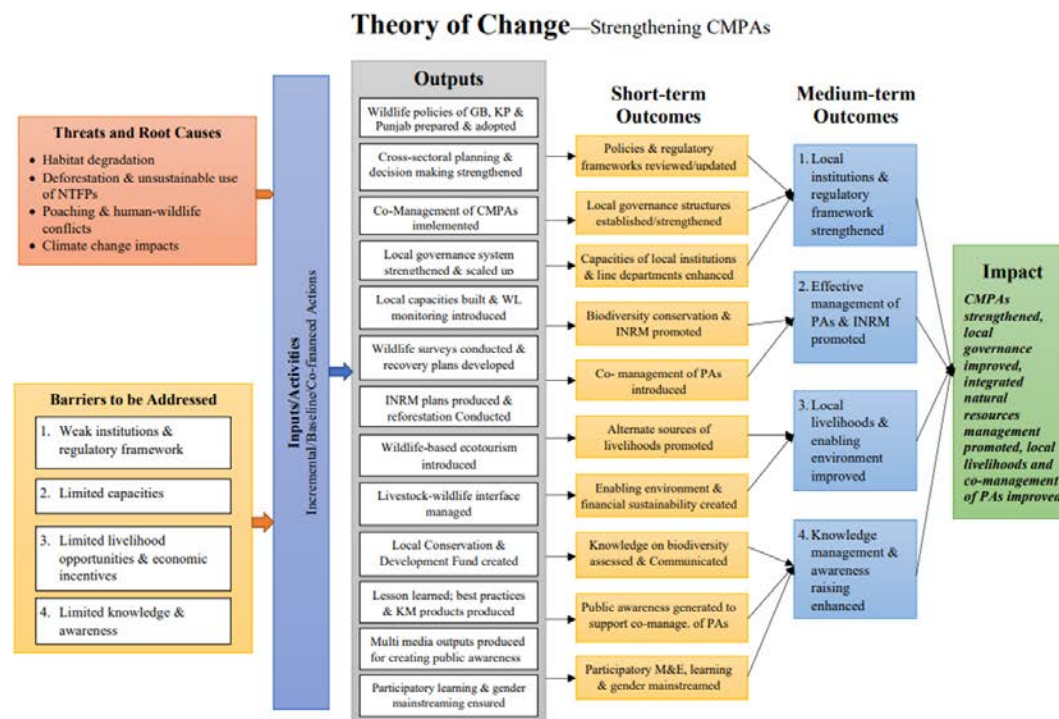 Theory of Change—Strengthening CMPAs
Threats and Root Causes
• Habitat degradation
• Deforestation & unsustainable use
of NTFPs
• Poaching & human-wildlife
conflicts
• Climate change impacts
Barriers to be Addressed
1. Weak institutions &
regulatory framework
2. Limited capacities
3. Limited livelihood
opportunities & economic
incentives
4. Limited knowledge &
awareness
Inputs/Activities
Incremental/Baseline/Co-financed Actions
Outputs
Wildlife policies of GB, KP &
Punjab prepared & adopted
Cross-sectoral planning &
decision making strengthened
Co-Management of CMPAs
implemented
Local governance system
strengthened & scaled up
Local capacities built & WL
monitoring introduced
Wildlife surveys conducted &
recovery plans developed
INRM plans produced &
reforestation Conducted
Wildlife-based ecotourism
introduced
Livestock-wildlife interface
managed
Local Conservation &
Development Fund created
Lesson learned; best practices
& KM products produced
Multi media outputs produced
for creating public awareness
Participatory learning & gender
mainstreaming ensured
Short-term
Outcomes
Policies & regulatory
frameworks reviewed/updated
Local governance structures
established/strengthened
Capacities of local institutions
& line departments enhanced
Biodiversity conservation &
INRM promoted
Co- management of PAs
introduced
Alternate sources of
livelihoods promoted
Enabling environment &
financial sustainability created
Knowledge on biodiversity
assessed & Communicated
Public awareness generated to
support co-manage. of PAs
Participatory M&E, learning
& gender mainstreamed
Medium-term
Outcomes
1. Local
institutions &
regulatory
framework
strengthened
2. Effective
management of
PAs & INRM
promoted
3. Local
livelihoods &
enabling
environment
improved
4. Knowledge
management &
awareness
raising
enhanced
Impact
CMPAs
strengthened,
local
governance
improved,
integrated
natural
resources
management
promoted, local
livelihoods and
co-management
of PAs improved